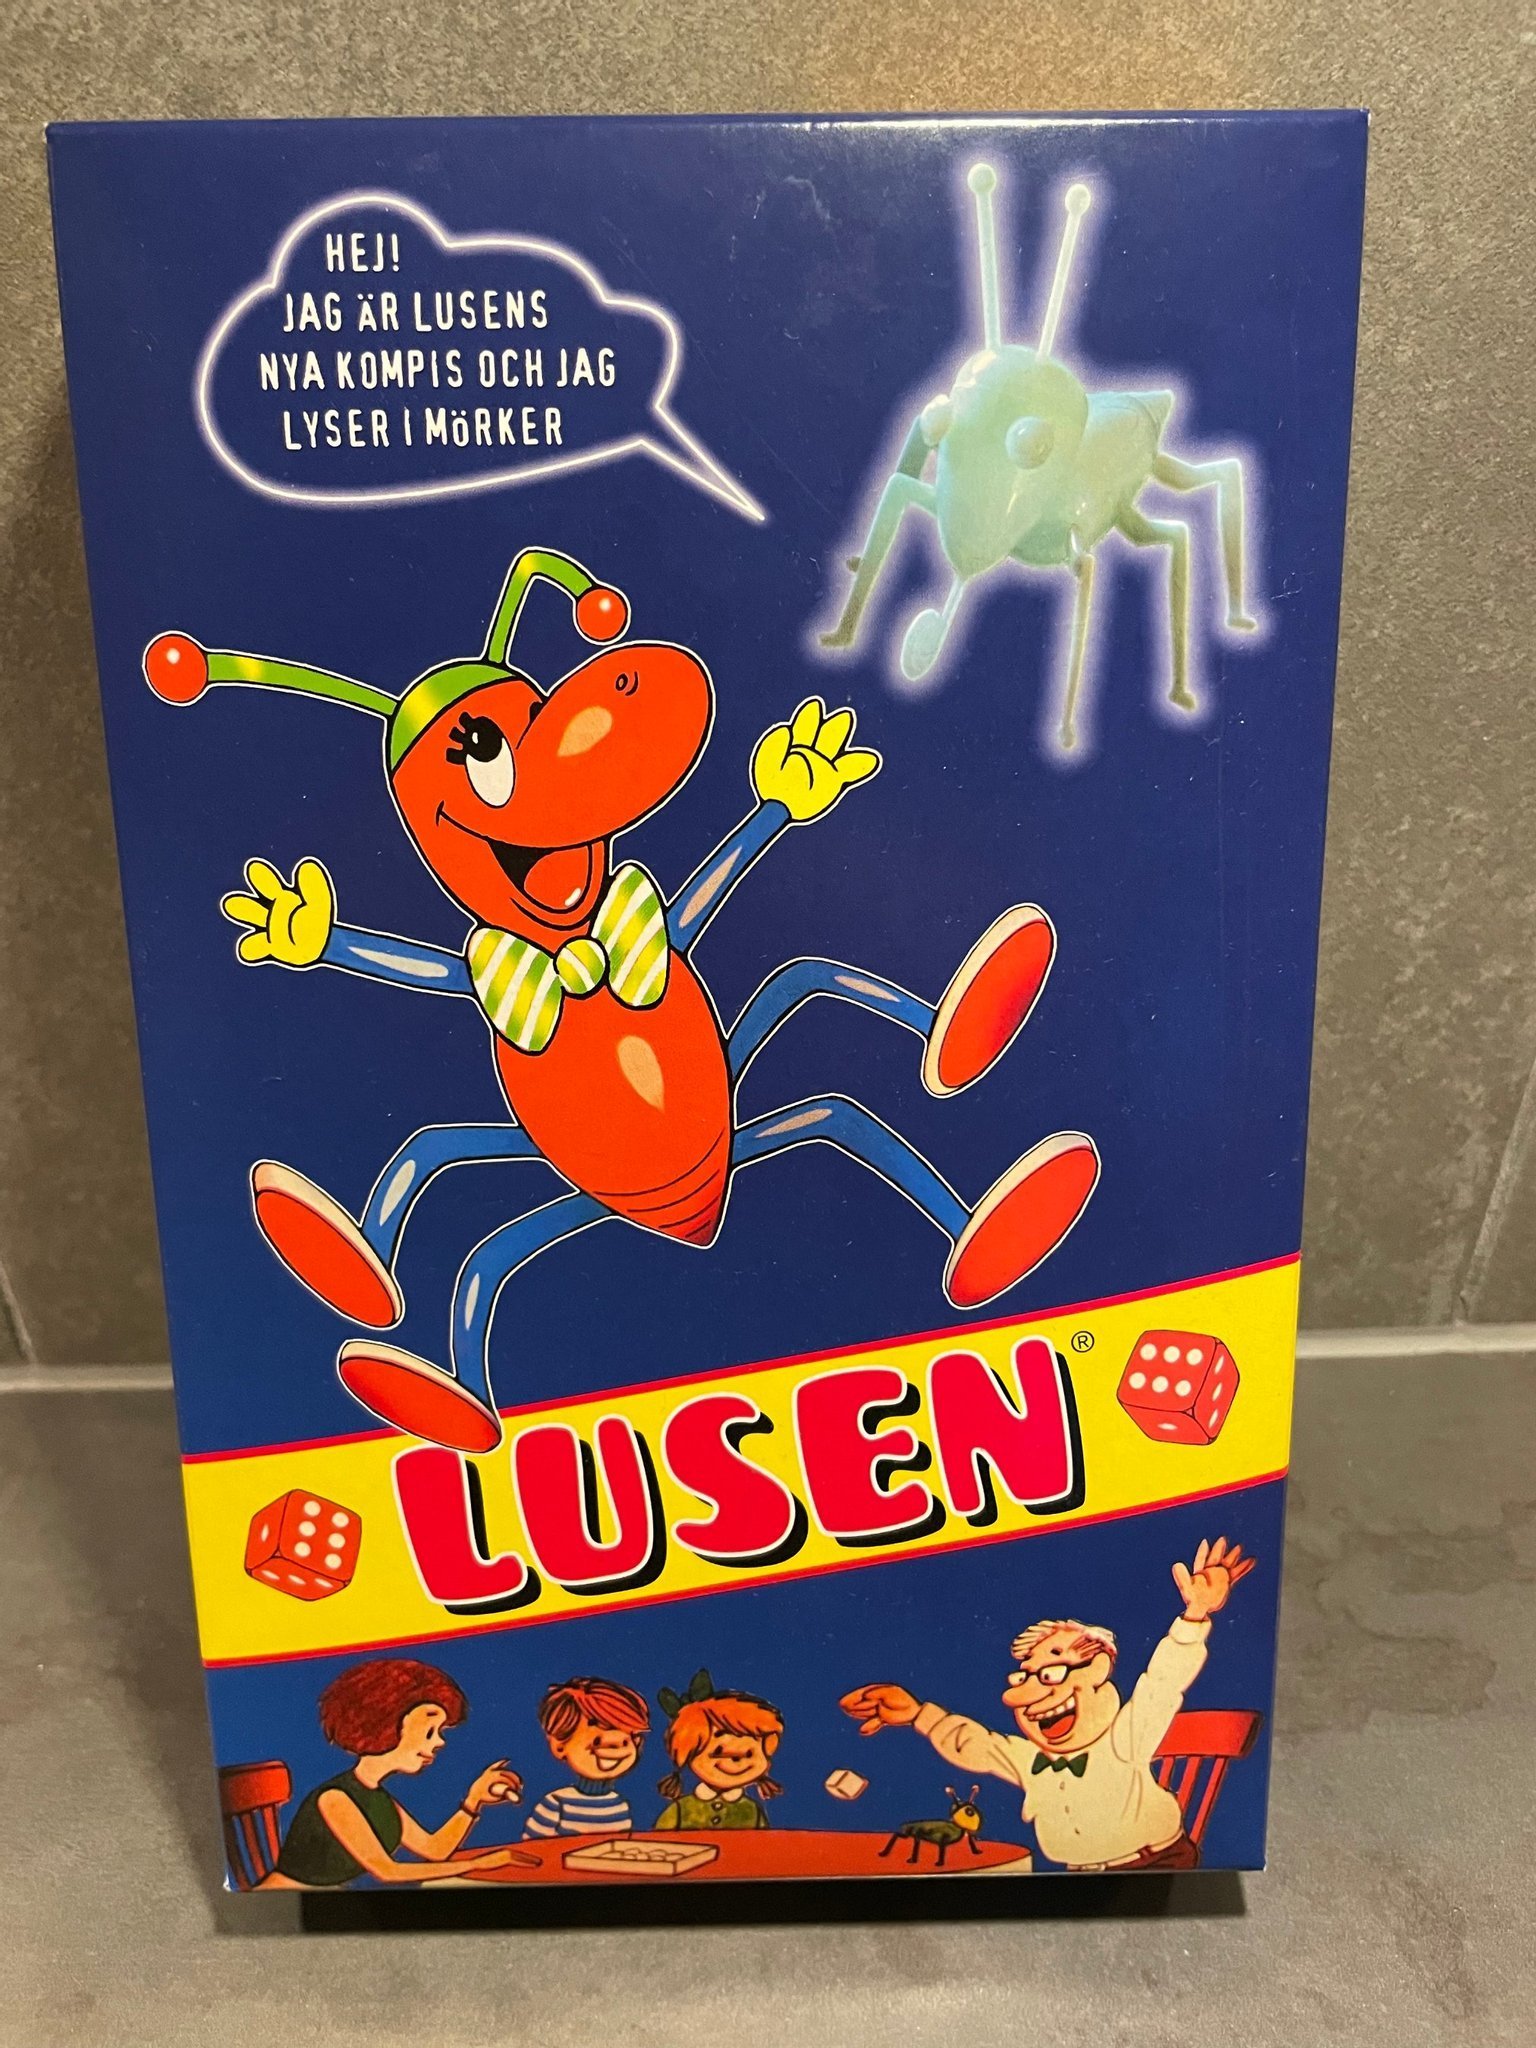 HEJ!
JAG ÄR LUSENS
NYA KOMPIS OCH JAG
LYSER I MÖRKER
LUSEN®